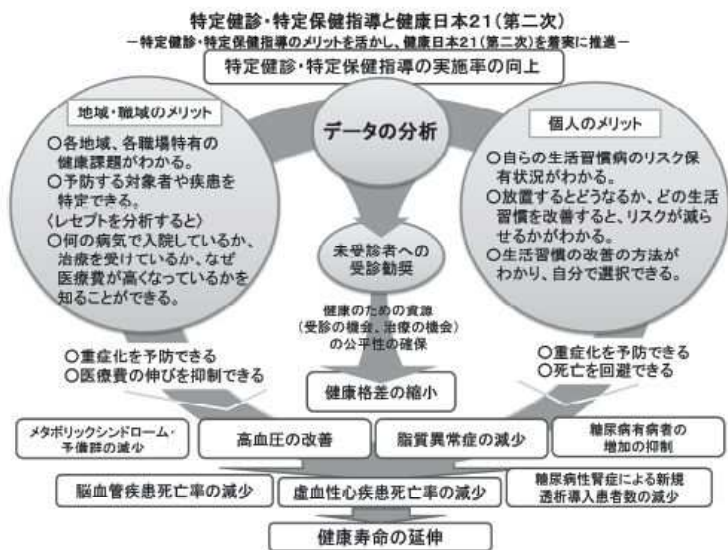 特定健診・特定保健指導と健康日本21(第二次)
－特定健診・特定保健指導のメリットを活かし、健康日本21(第二次)を着実に推進－
特定健診・特定保健指導の実施率の向上
地域・職域のメリット
○各地域、各職場特有の
健康課題がわかる。
○予防する対象者や疾患を
特定できる。
〈レセプトを分析すると〉
○何の病気で入院しているか、
治療を受けているか、なぜ
医療費が高くなっているかを
知ることができる。
データの分析
個人のメリット
○自らの生活習慣病のリスク保
有状況がわかる。
○放置するとどうなるか、どの生活
習慣を改善すると、リスクが減ら
せるかがわかる。
○生活習慣の改善の方法が
わかり、自分で選択できる。
未受診者への
受診勧奨
健康のための資源
(受診の機会、治療の機会)
の公平性の確保
○重症化を予防できる
○医療費の伸びを抑制できる
○重症化を予防できる
○死亡を回避できる
健康格差の縮小
メタボリックシンドローム・
予備群の減少
高血圧の改善
脂質異常症の減少
糖尿病有病者の
増加の抑制
脳血管疾患死亡率の減少
虚血性心疾患死亡率の減少
糖尿病性腎症による新規
透析導入患者数の減少
健康寿命の延伸